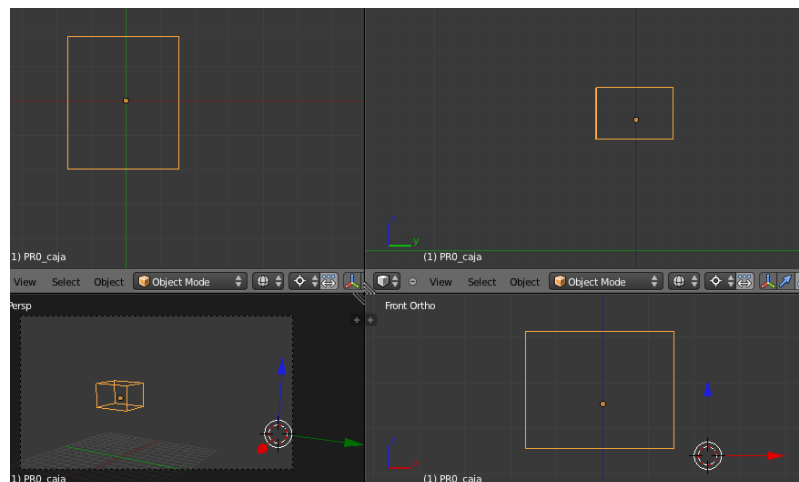 1) PR0_caja
(1) PR0_caja
z
y
View Select Object Object Mode
View Select Object Object Mode
Persp
Front Ortho
z
1) PR0_caja
(1) PR0_caja